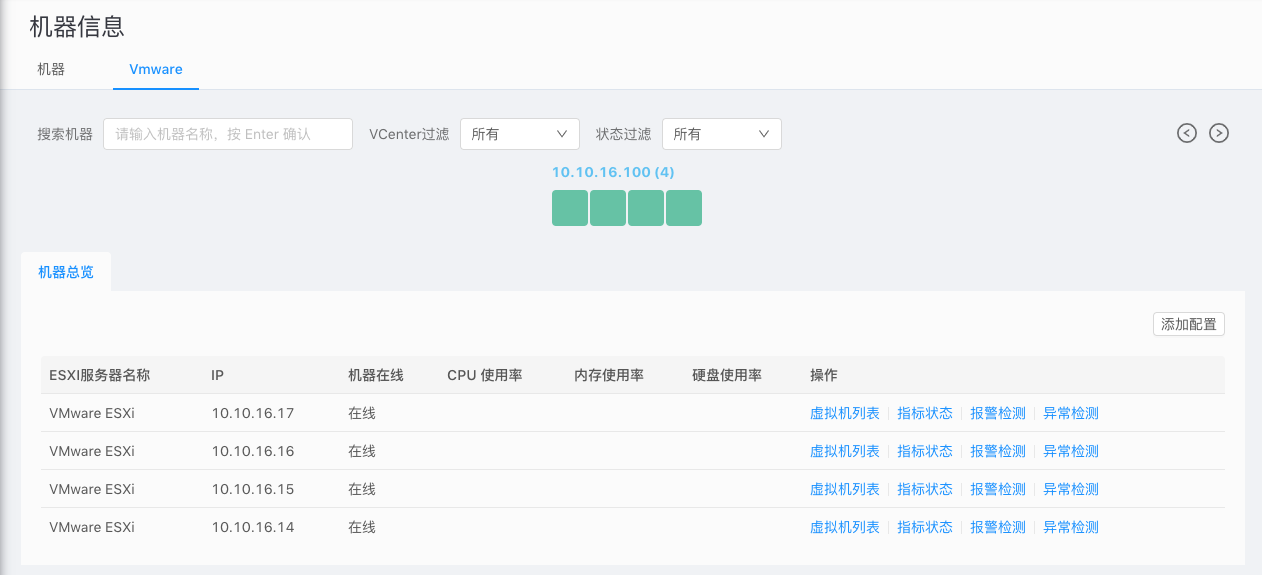 机器信息
机器 Vmware
搜索机器 请输入机器名称，按 Enter 确认 VCenter过滤 所有 状态过滤 所有
10.10.16.100 (4)
机器总览
添加配置
ESXI服务器名称 IP 机器在线 CPU 使用率 内存使用率 硬盘使用率 操作
VMware ESXi 10.10.16.17 在线 虚拟机列表 指标状态 报警检测 异常检测
VMware ESXi 10.10.16.16 在线 虚拟机列表 指标状态 报警检测 异常检测
VMware ESXi 10.10.16.15 在线 虚拟机列表 指标状态 报警检测 异常检测
VMware ESXi 10.10.16.14 在线 虚拟机列表 指标状态 报警检测 异常检测